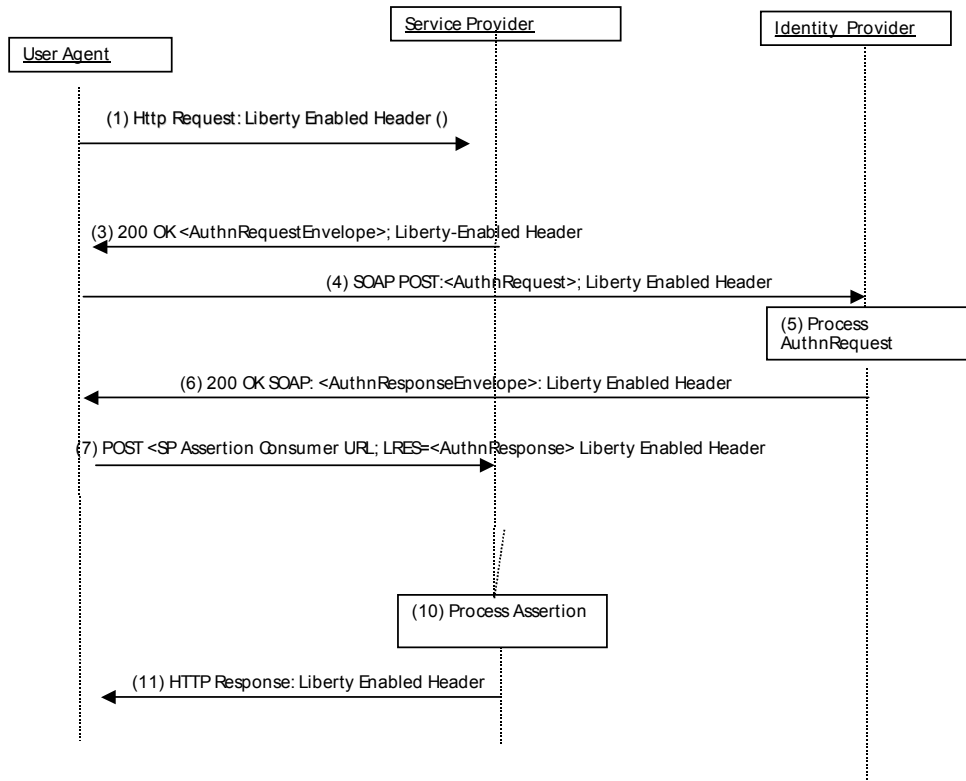 Service Provider
Identity Provider
User Agent
(1) Http Request: Liberty Enabled Header ()
(3) 200 OK <AuthnRequestEnvelope>; Liberty-Enabled Header
(4) SOAP POST:<AuthnRequest>; Liberty Enabled Header
(5) Process
AuthnRequest
(6) 200 OK SOAP: <AuthnResponseEnvelope>: Liberty Enabled Header
(7) POST <SP Assertion Consumer URL; LRES=<AuthnResponse> Liberty Enabled Header
(10) Process Assertion
(11) HTTP Response: Liberty Enabled Header